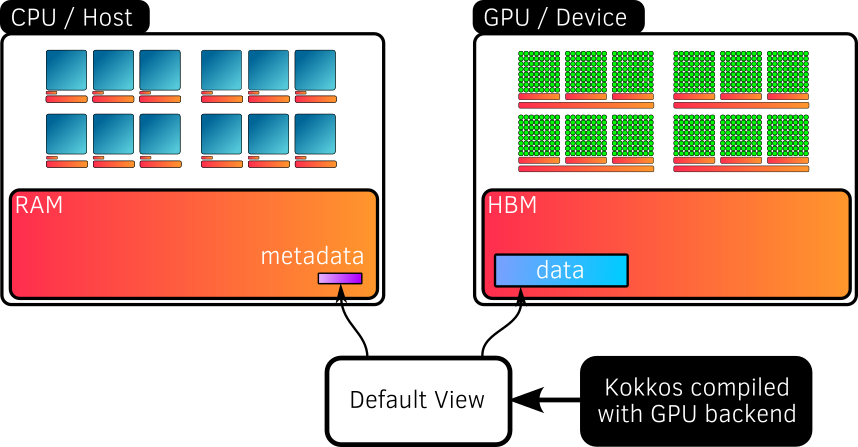 CPU / Host
GPU / Device
RAM
metadata
HBM
data
Default View
Kokkos compiled
with GPU backend